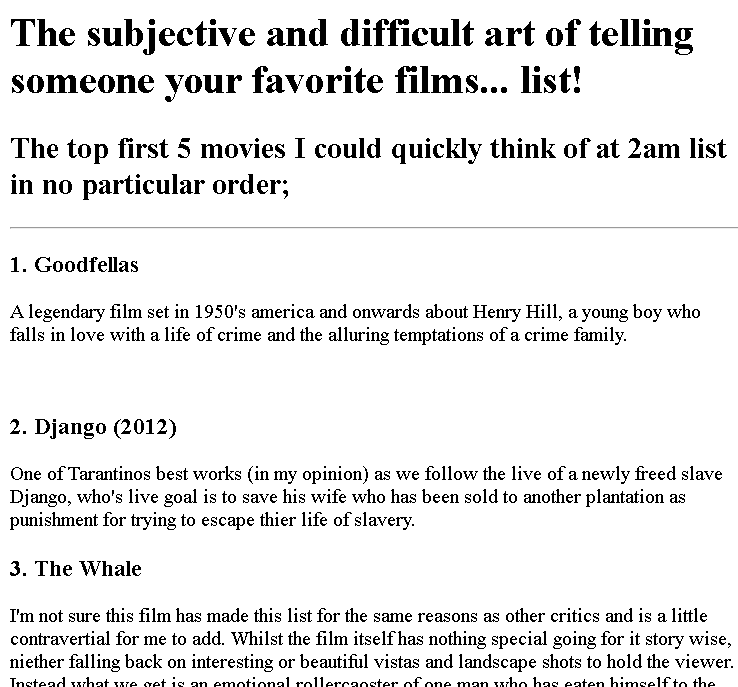 The subjective and difficult art of telling
someone your favorite films... list!
The top first 5 movies I could quickly think of at 2am list
in no particular order;
1. Goodfellas
A legendary film set in 1950's america and onwards about Henry Hill, a young boy who
falls in love with a life of crime and the alluring temptations of a crime family.
2. Django (2012)
One of Tarantinos best works (in my opinion) as we follow the live of a newly freed slave
Django, who's live goal is to save his wife who has been sold to another plantation as
punishment for trying to escape thier life of slavery.
3. The Whale
I'm not sure this film has made this list for the same reasons as other critics and is a little
contravertial for me to add. Whilst the film itself has nothing special going for it story wise,
niether falling back on interesting or beautiful vistas and landscape shots to hold the viewer.
Instead what we get is an emotional rollercaoster of one man who has eaten himself to the